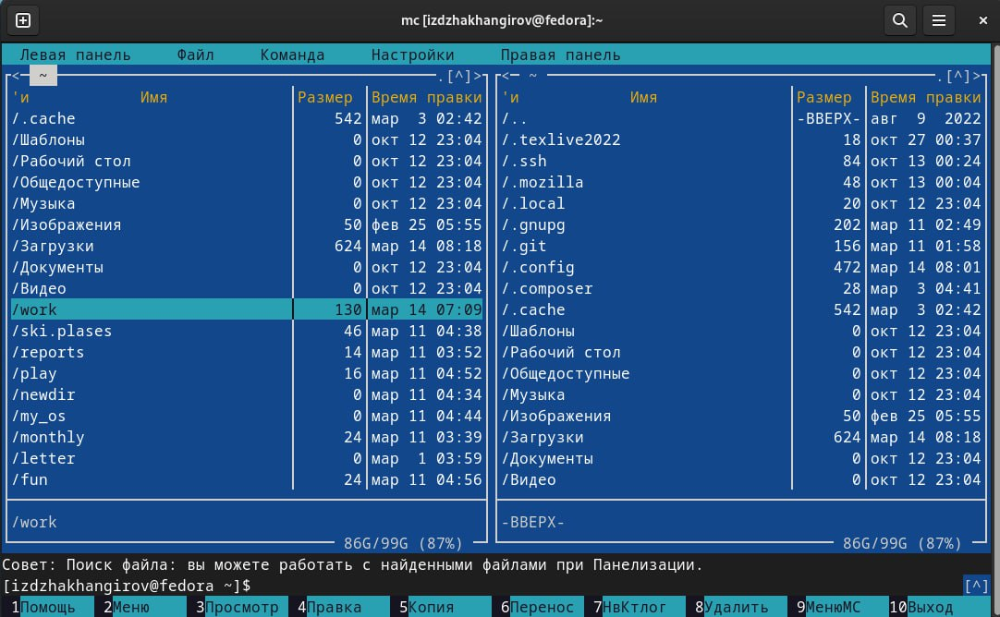 mc [izdzhakhangirov@fedora]:~
Левая панель Файл Команда Настройки Правая панель
<─ ~ ─.[^]> <─ ~ ─.[^]>
'и Имя Размер Время правки 'и Имя Размер Время правки
/.cache 542 мар 3 02:42 /.. -ВВЕРХ- авг 9 2022
/Шаблоны 0 окт 12 23:04 /.texlive2022 18 окт 27 00:37
/Рабочий стол 0 окт 12 23:04 /.ssh 84 окт 13 00:24
/Общедоступные 0 окт 12 23:04 /.mozilla 48 окт 13 00:04
/Музыка 0 окт 12 23:04 /.local 20 окт 12 23:04
/Изображения 50 фев 25 05:55 /.gnupg 202 мар 11 02:49
/Загрузки 624 мар 14 08:18 /.git 156 мар 11 01:58
/Документы 0 окт 12 23:04 /.config 472 мар 14 08:01
/Видео 0 окт 12 23:04 /.composer 28 мар 3 04:41
/work 130 мар 14 07:09 /.cache 542 мар 3 02:42
/ski.plases 46 мар 11 04:38 /Шаблоны 0 окт 12 23:04
/reports 14 мар 11 03:52 /Рабочий стол 0 окт 12 23:04
/play 16 мар 11 04:52 /Общедоступные 0 окт 12 23:04
/newdir 0 мар 11 04:34 /Музыка 0 окт 12 23:04
/my_os 0 мар 11 04:44 /Изображения 50 фев 25 05:55
/monthly 24 мар 11 03:39 /Загрузки 624 мар 14 08:18
/letter 0 мар 1 03:59 /Документы 0 окт 12 23:04
/fun 24 мар 11 04:56 /Видео 0 окт 12 23:04
/work -ВВЕРХ-
86G/99G (87%) 86G/99G (87%)
Совет: Поиск файла: вы можете работать с найденными файлами при Панелизации.
[izdzhakhangirov@fedora ~]$ [^]
1Помощь 2Меню 3Просмотр 4Правка 5Копия 6Перенос 7НвКтлог 8Удалить 9МенюМС 10Выход